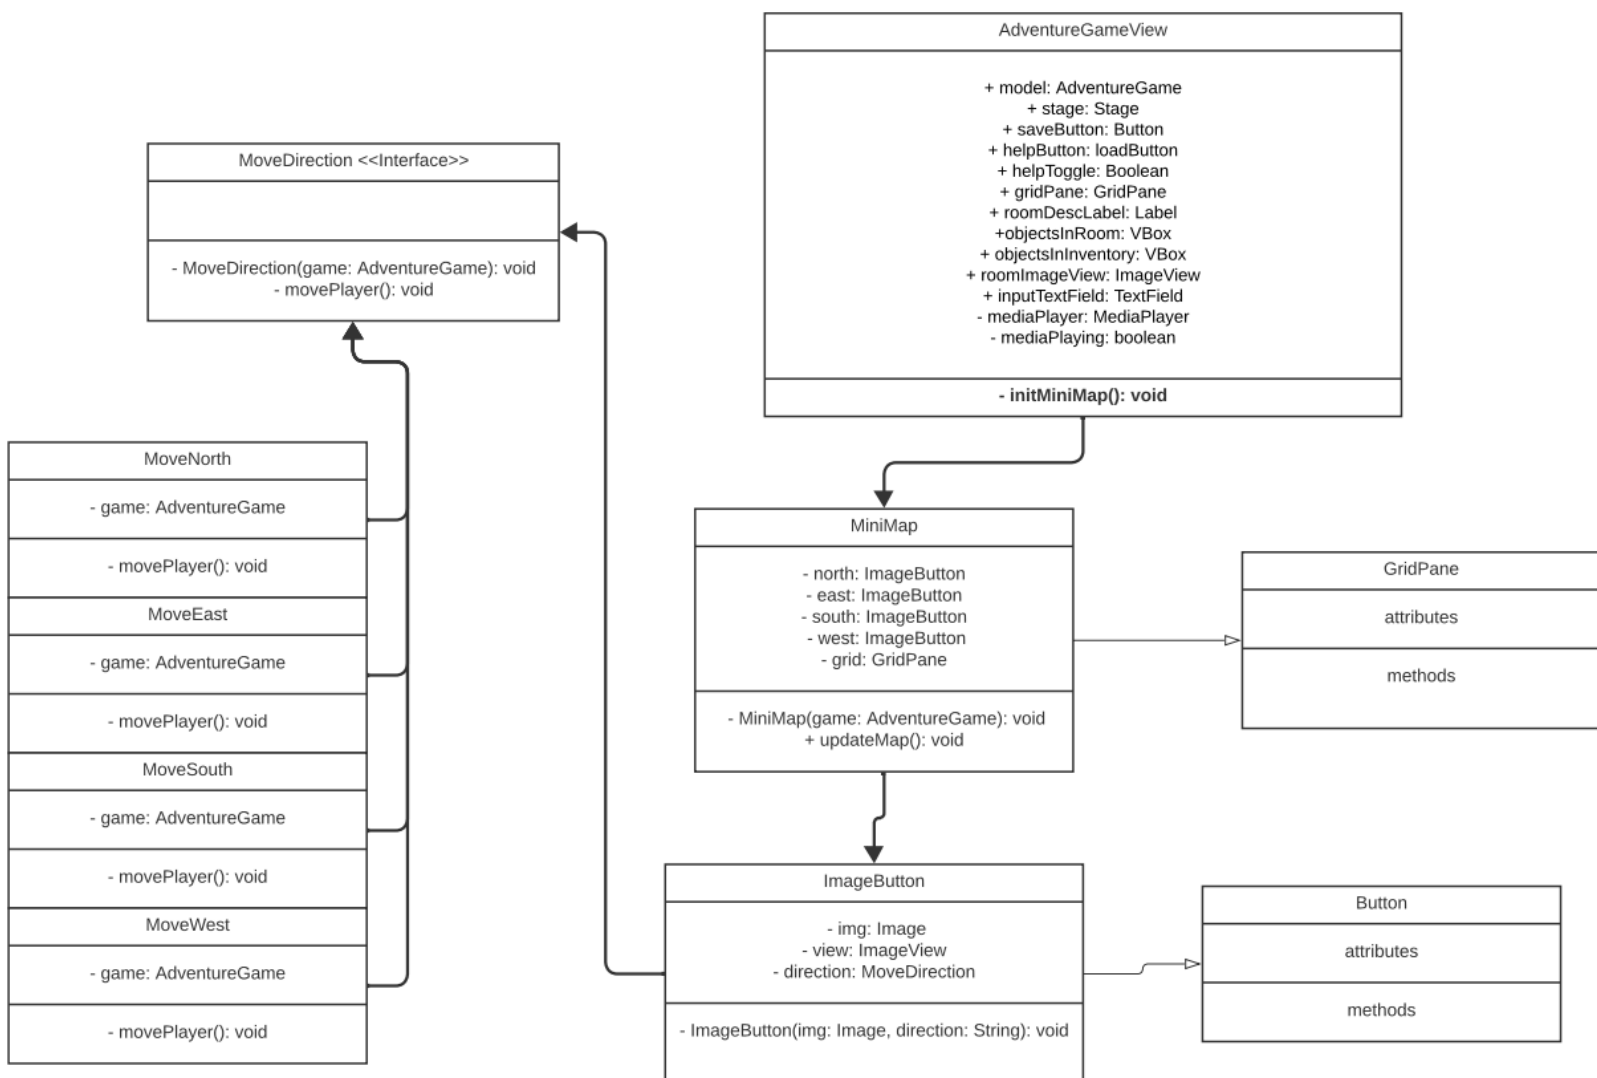 AdventureGameView
+ model: AdventureGame
+ stage: Stage
+ saveButton: Button
+ helpButton: loadButton
+ helpToggle: Boolean
+ gridPane: GridPane
+ roomDescLabel: Label
+objectsInRoom: VBox
+ objectsInInventory: VBox
+ roomImageView: ImageView
+ inputTextField: TextField
- mediaPlayer: MediaPlayer
- mediaPlaying: boolean
- initMiniMap(): void
MoveDirection <<Interface>>
- MoveDirection(game: AdventureGame): void
- movePlayer(): void
MoveNorth
- game: AdventureGame
- movePlayer(): void
MoveEast
- game: AdventureGame
- movePlayer(): void
MoveSouth
- game: AdventureGame
- movePlayer(): void
MoveWest
- game: AdventureGame
- movePlayer(): void
MiniMap
- north: ImageButton
- east: ImageButton
- south: ImageButton
- west: ImageButton
- grid: GridPane
- MiniMap(game: AdventureGame): void
+ updateMap(): void
GridPane
attributes
methods
ImageButton
- img: Image
- view: ImageView
- direction: MoveDirection
- ImageButton(img: Image, direction: String): void
Button
attributes
methods